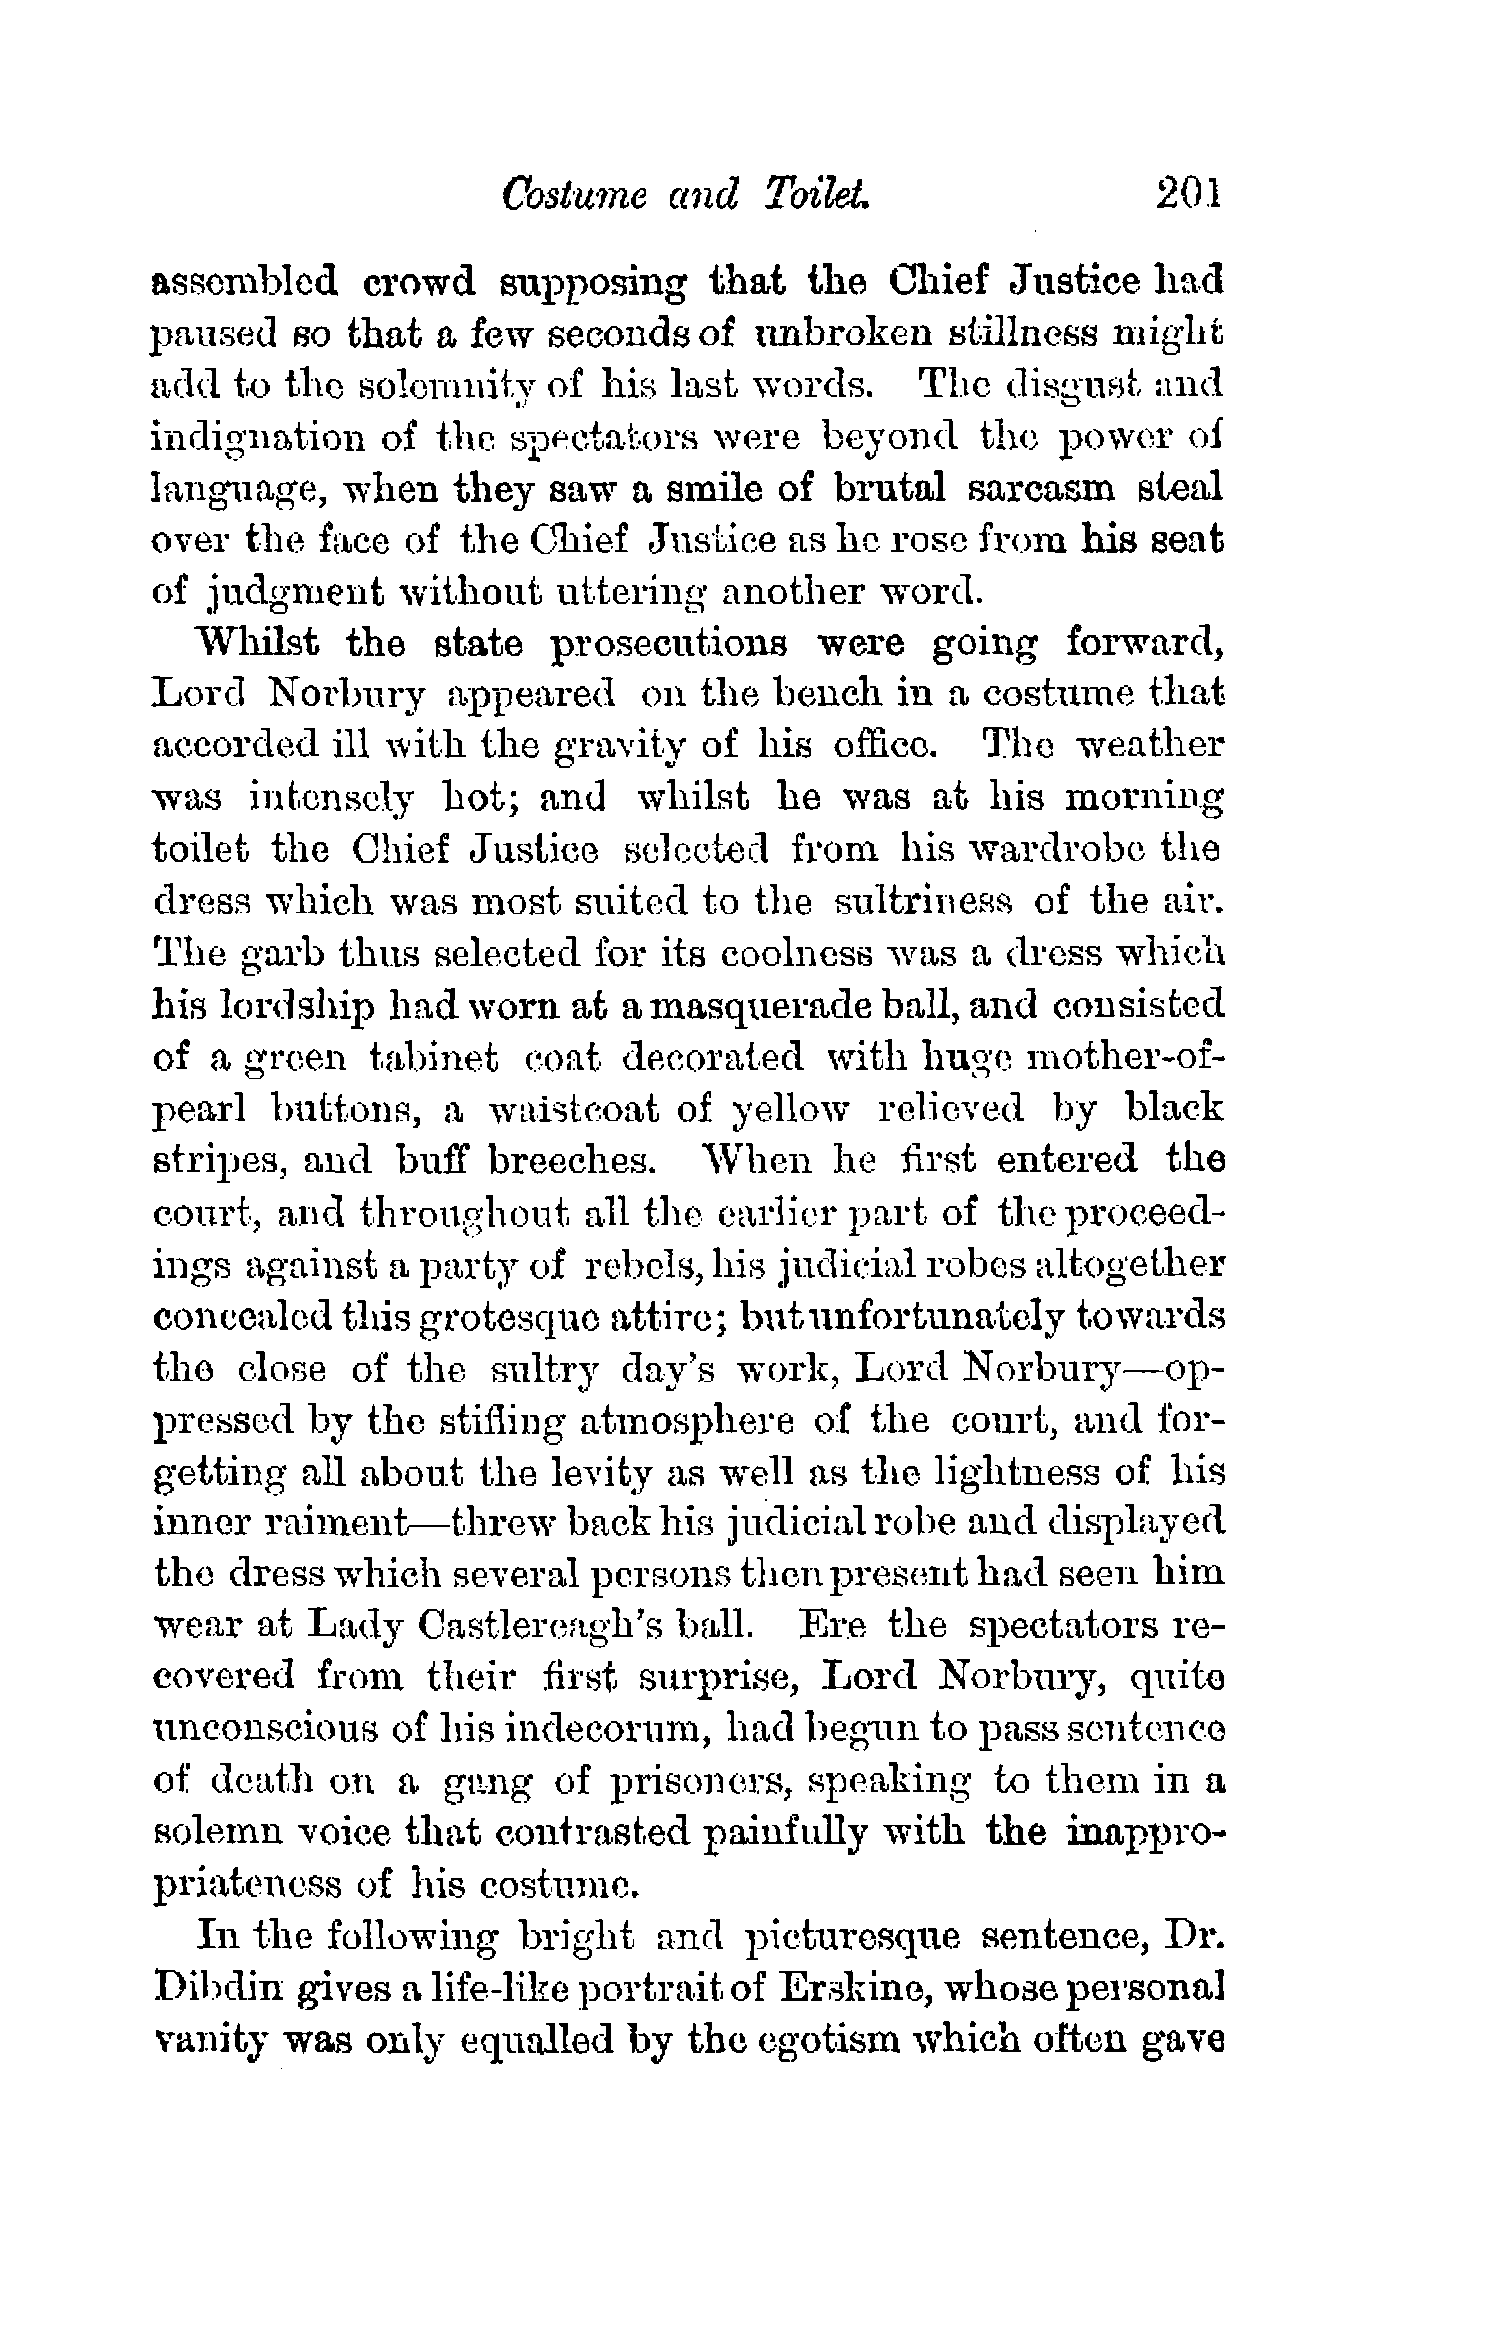 Costume and Toilet. 201
assembled crowd supposing that the Chief Justice had
paused so that a few seconds of unbroken stillness might
add to the solemnity of his last words. The disgust and
indignation of the spectators were beyond the power of
language, when they saw a smile of brutal sarcasm steal
over the face of the Chief Justice as he rose from his seat
of judgment without uttering another word.
Whilst the state prosecutions were going forward,
Lord Norbury appeared on the bench in a costume that
accorded ill with the gravity of his office. The weather
was intensely hot; and whilst he was at his morning
toilet the Chief Justice selected from his wardrobe the
dress which was most suited to the sultriness of the air.
The garb thus selected for its coolness was a dress which
his lordship had worn at a masquerade ball, and consisted
of a green tabinet coat decorated with huge mother-of-
pearl buttons, a waistcoat of yellow relieved by black
stripes, and buff breeches. When he first entered the
court, and throughout all the earlier part of the proceed-
ings against a party of rebels, his judicial robes altogether
concealed this grotesque attire; but unfortunately towards
the close of the sultry day's work, Lord Norbury—op-
pressed by the stifling atmosphere of the court, and for-
getting all about the levity as well as the lightness of his
inner raiment—threw back his judicial robe and displayed
the dress which several persons then present had seen him
wear at Lady Castlereagh's ball. Ere the spectators re-
covered from their first surprise, Lord Norbury, quite
unconscious of his indecorum, had begun to pass sentence
of death on a gang of prisoners, speaking to them in a
solemn voice that contrasted painfully with the inappro-
priateness of his costume.
In the following bright and picturesque sentence, Dr.
Dibdin gives a life-like portrait of Erskine, whose personal
vanity was only equalled by the egotism which often gave